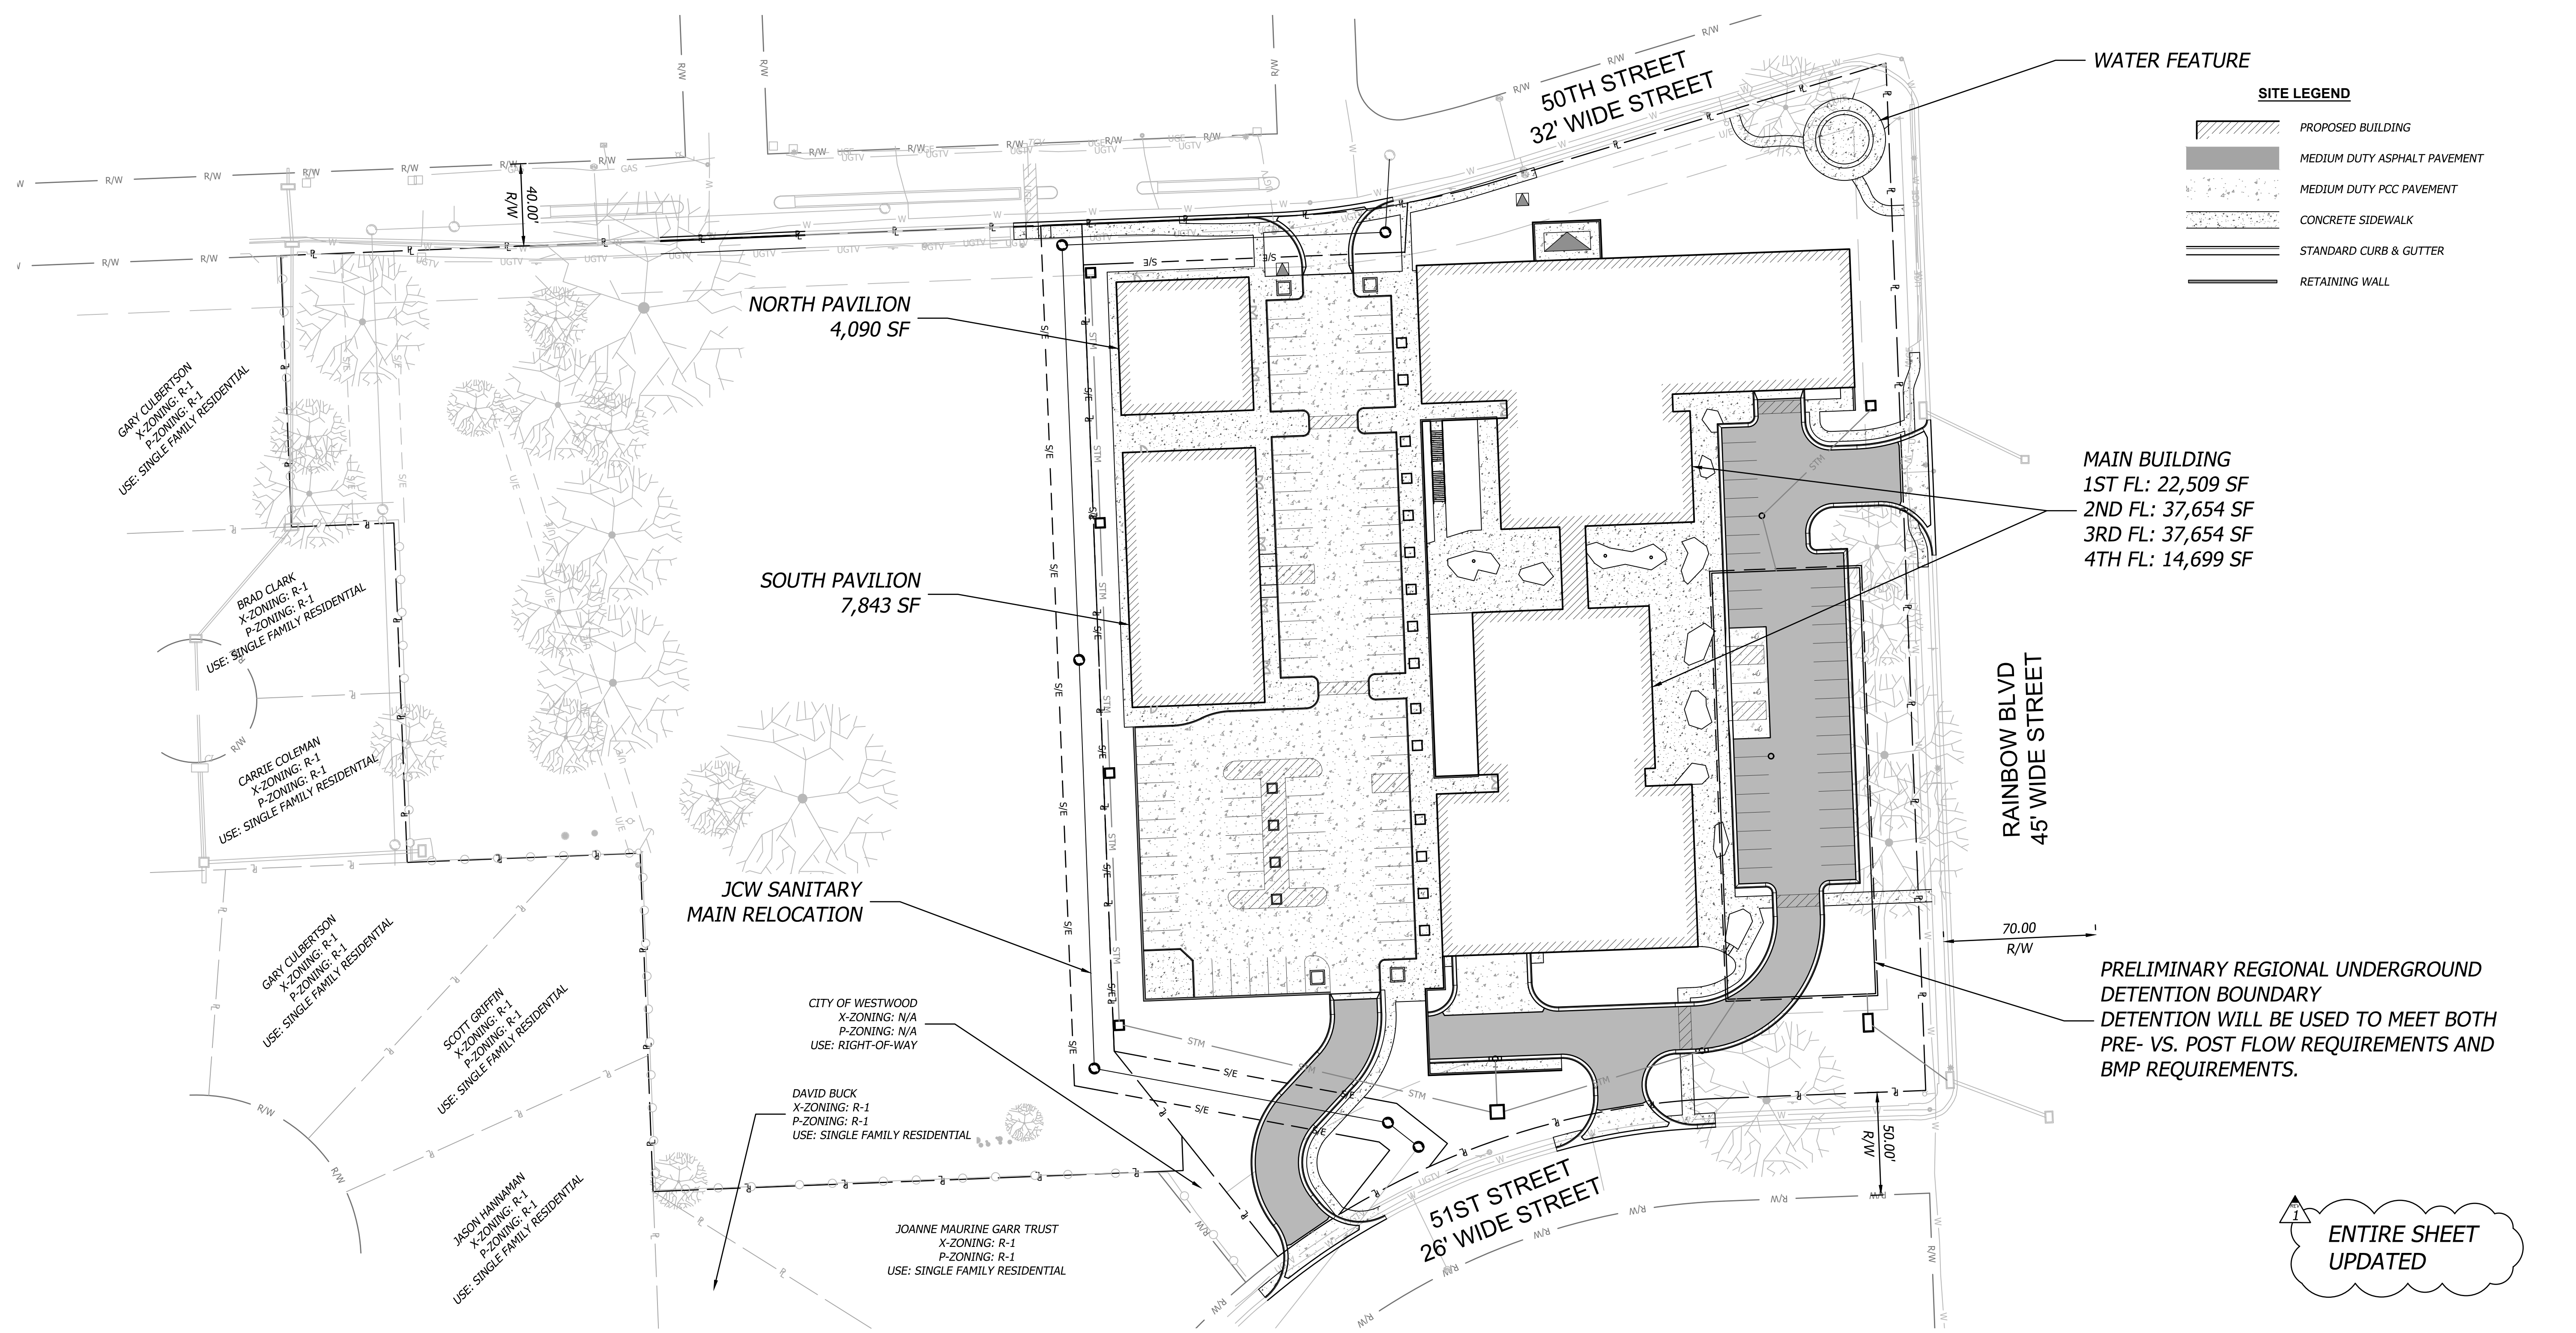 50TH STREET
32' WIDE STREET
WATER FEATURE
SITE LEGEND
PROPOSED BUILDING
MEDIUM DUTY ASPHALT PAVEMENT
MEDIUM DUTY PCC PAVEMENT
CONCRETE SIDEWALK
STANDARD CURB & GUTTER
RETAINING WALL
40.00'
R/W
NORTH PAVILION
4,090 SF
GARY CULBERTSON
X-ZONING: R-1
P-ZONING: R-1
USE: SINGLE FAMILY RESIDENTIAL
MAIN BUILDING
1ST FL: 22,509 SF
2ND FL: 37,654 SF
3RD FL: 37,654 SF
4TH FL: 14,699 SF
SOUTH PAVILION
7,843 SF
BRAD CLARK
X-ZONING: R-1
P-ZONING: R-1
USE: SINGLE FAMILY RESIDENTIAL
RAINBOW BLVD
45' WIDE STREET
CARRIE COLEMAN
X-ZONING: R-1
P-ZONING: R-1
USE: SINGLE FAMILY RESIDENTIAL
JCW SANITARY
MAIN RELOCATION
70.00
R/W
GARY CULBERTSON
X-ZONING: R-1
P-ZONING: R-1
USE: SINGLE FAMILY RESIDENTIAL
PRELIMINARY REGIONAL UNDERGROUND
DETENTION BOUNDARY
DETENTION WILL BE USED TO MEET BOTH
PRE- VS. POST FLOW REQUIREMENTS AND
BMP REQUIREMENTS.
SCOTT GRIFFIN
X-ZONING: R-1
P-ZONING: R-1
USE: SINGLE FAMILY RESIDENTIAL
CITY OF WESTWOOD
X-ZONING: N/A
P-ZONING: N/A
USE: RIGHT-OF-WAY
DAVID BUCK
X-ZONING: R-1
P-ZONING: R-1
USE: SINGLE FAMILY RESIDENTIAL
50.00'
R/W
JASON HANNAMAN
X-ZONING: R-1
P-ZONING: R-1
USE: SINGLE FAMILY RESIDENTIAL
51ST STREET
26' WIDE STREET
JOANNE MAURINE GARR TRUST
X-ZONING: R-1
P-ZONING: R-1
USE: SINGLE FAMILY RESIDENTIAL
1
ENTIRE SHEET
UPDATED